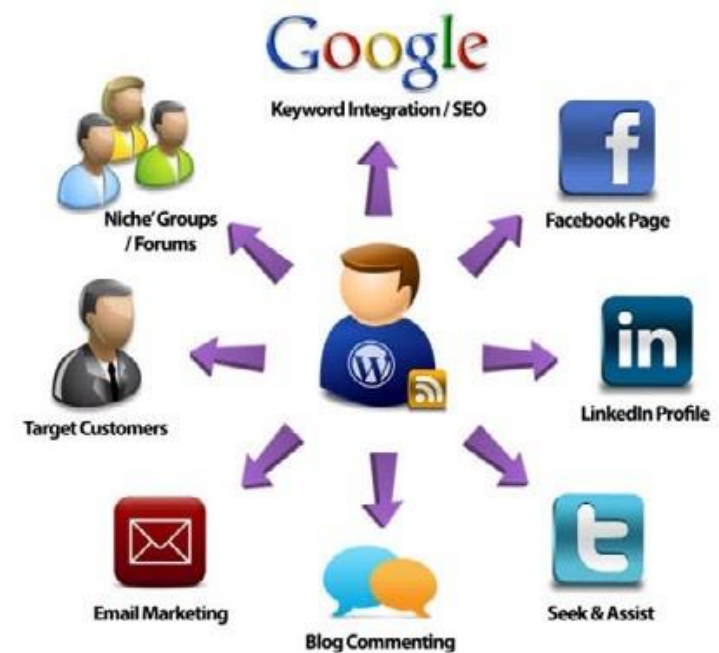 Google
Keyword Integration / SEO
f
Facebook Page
in
LinkedIn Profile
t
Seek & Assist
Blog Commenting
Email Marketing
Target Customers
Niche' Groups
/ Forums
W